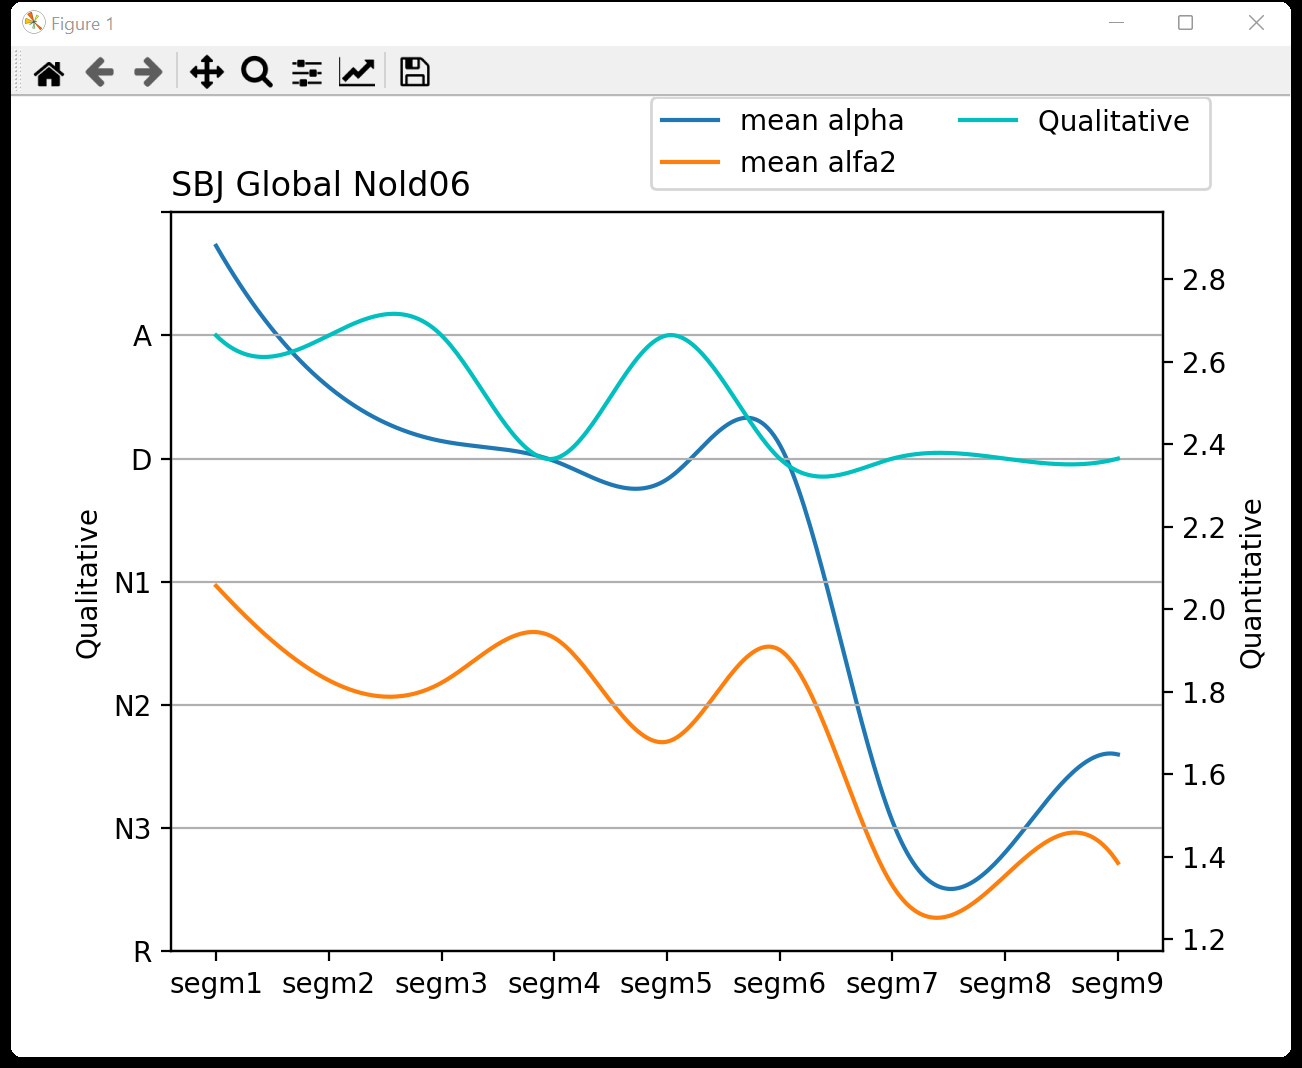 Figure 1
mean alpha
Qualitative
mean alfa2
SBJ Global Nold06
A
D
N1
N2
N3
R
Qualitative
2.8
2.6
2.4
2.2
2.0
1.8
1.6
1.4
1.2
Quantitative
segm1 segm2 segm3 segm4 segm5 segm6 segm7 segm8 segm9